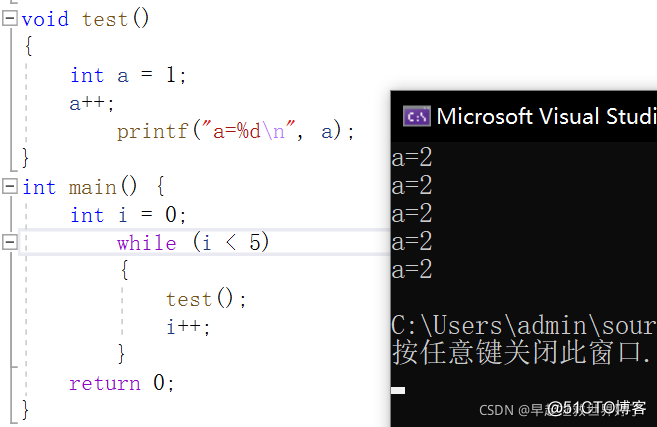 void test()
{
int a = 1;
a++;
printf("a=%d\n", a);
}
int main() {
int i = 0;
while (i < 5)
{
test();
i++;
}
return 0;
}
Microsoft Visual Studi
a=2
a=2
a=2
a=2
a=2
C:\Users\admin\sour
按任意键关闭此窗口.
CSDN @早
@51CTO博客